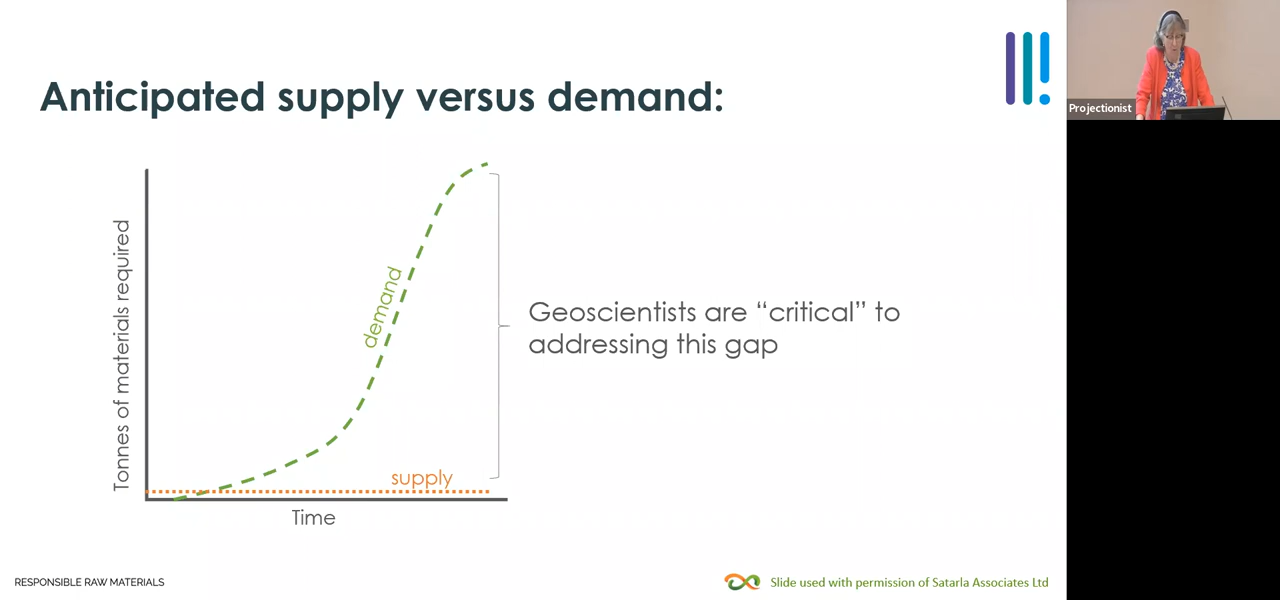 Anticipated supply versus demand:
Projectionist
Tonnes of materials required
demand
Geoscientists are “critical” to
addressing this gap
supply
Time
RESPONSIBLE RAW MATERIALS
Slide used with permission of Satarla Associates Ltd